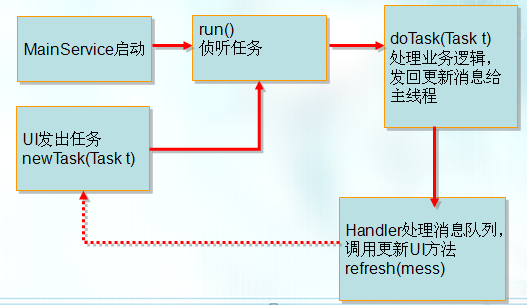 MainService启动
run()
侦听任务
doTask(Task t)
处理业务逻辑，
发回更新消息给
主线程
UI发出任务
newTask(Task t)
Handler处理消息队列，
调用更新UI方法
refresh(mess)